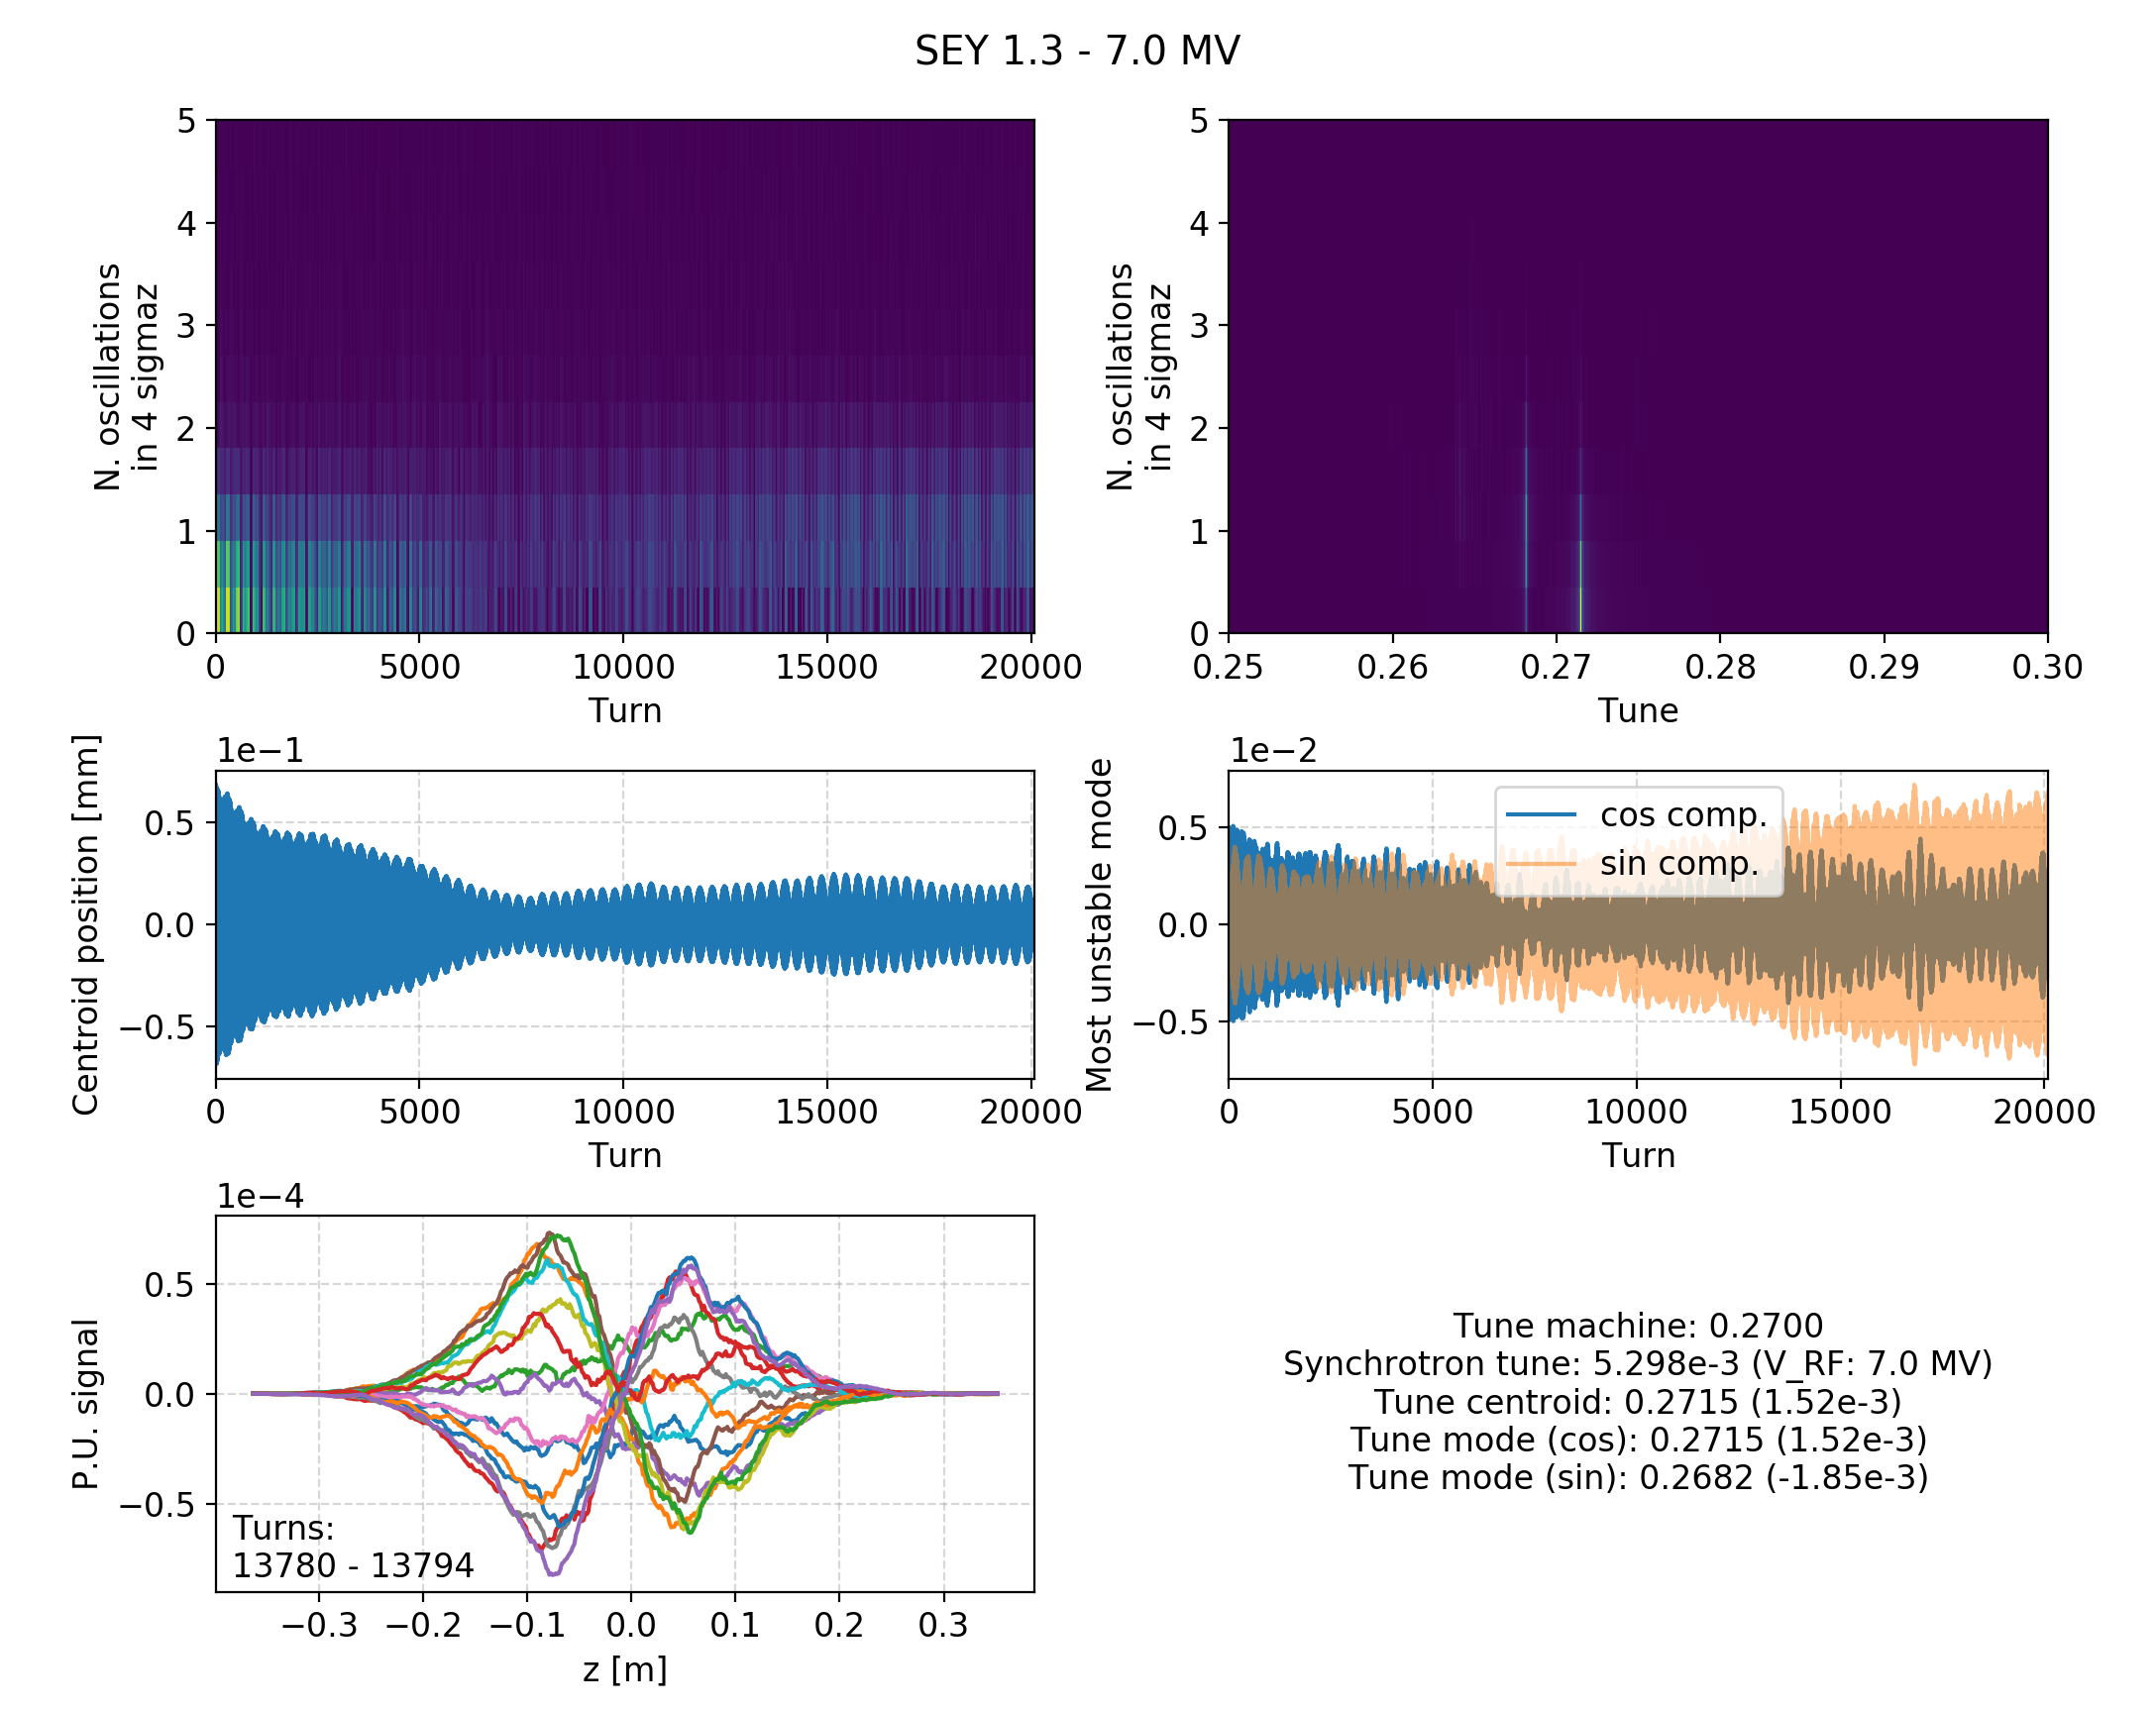 SEY 1.3 - 7.0 MV
5
4
3
2
1
0
N. oscillations
in 4 sigmaz
0
5000
10000
15000
20000
Turn
5
4
3
2
1
0
N. oscillations
in 4 sigmaz
0.25
0.26
0.27
0.28
0.29
0.30
Tune
1e−1
0.5
0.0
−0.5
Centroid position [mm]
0
5000
10000
15000
20000
Turn
1e−2
0.5
0.0
−0.5
Most unstable mode
cos comp.
sin comp.
0
5000
10000
15000
20000
Turn
1e−4
0.5
0.0
−0.5
P.U. signal
Turns:
13780 - 13794
−0.3
−0.2
−0.1
0.0
0.1
0.2
0.3
z [m]
Tune machine: 0.2700
Synchrotron tune: 5.298e-3 (V_RF: 7.0 MV)
Tune centroid: 0.2715 (1.52e-3)
Tune mode (cos): 0.2715 (1.52e-3)
Tune mode (sin): 0.2682 (-1.85e-3)